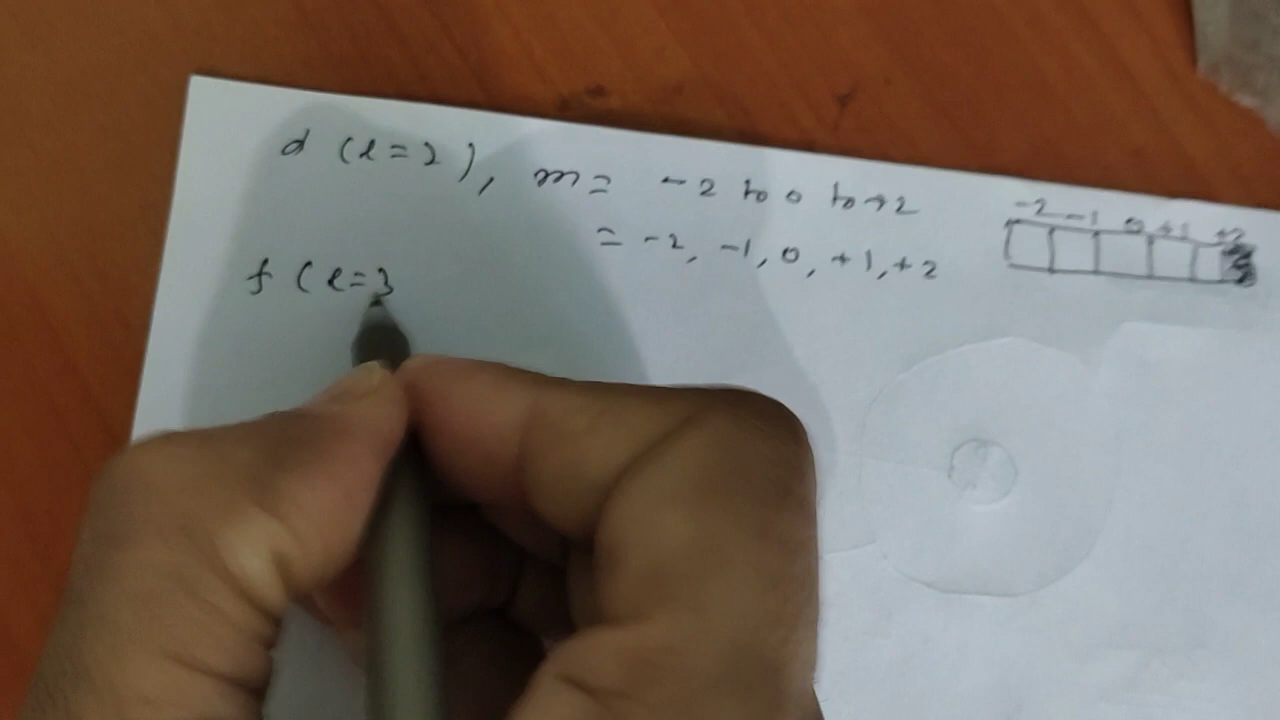 d (l=2), m= -2 to 0 to +2
= -2, -1, 0, +1, +2
-2 -1 0 +1 +2
f (l=3